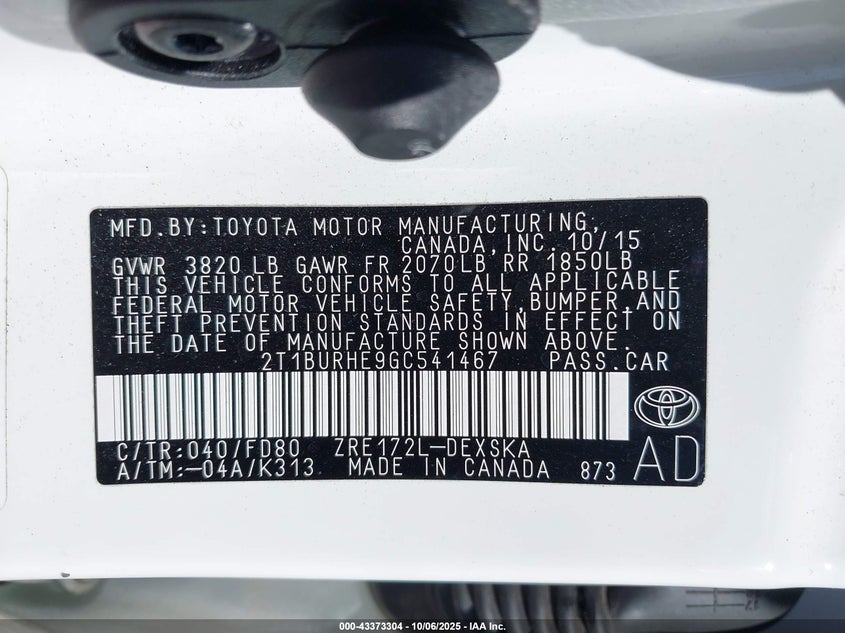 MFD.BY:TOYOTA MOTOR MANUFACTURING,
CANADA,INC. 10/15
GVWR 3820 LB GAWR FR 2070LB RR 1850LB
THIS VEHICLE CONFORMS TO ALL APPLICABLE
FEDERAL MOTOR VEHICLE SAFETY,BUMPER,AND
THEFT PREVENTION STANDARDS IN EFFECT ON
THE DATE OF MANUFACTURE SHOWN ABOVE.
2T1BURHE9GC541467 PASS.CAR
C/TR:040/FD80 ZRE172L-DEXSKA
A/TM:-04A/K313 MADE IN CANADA 873 AD
000-43373304 - 10/06/2025 - IAA Inc.